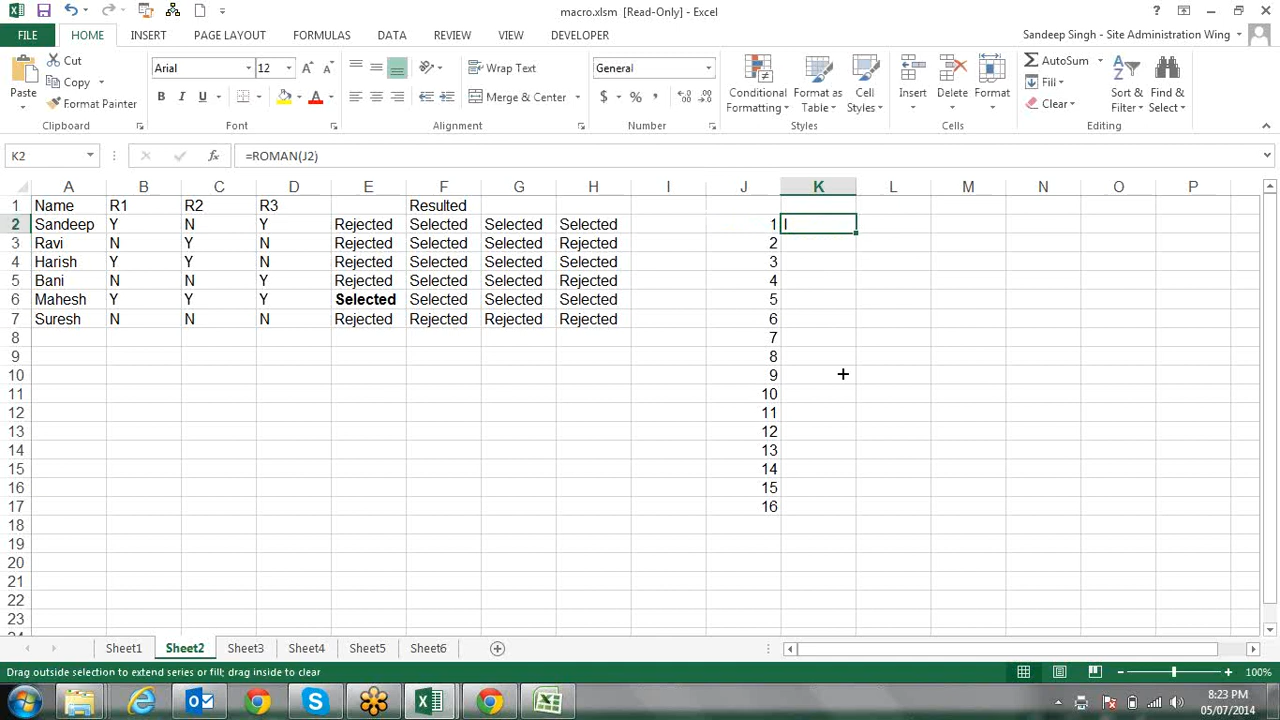 macro.xlsm [Read-Only] - Excel
?
FILE HOME INSERT PAGE LAYOUT FORMULAS DATA REVIEW VIEW DEVELOPER Sandeep Singh - Site Administration Wing
Paste Cut Copy Format Painter Clipboard
Arial 12 B I U A Font
Wrap Text Merge & Center Alignment
General $ % , Number
Conditional Formatting Format as Table Cell Styles Styles
Insert Delete Format Cells
AutoSum Fill Clear Sort & Filter Find & Select Editing
K2 fx =ROMAN(J2)
A B C D E F G H I J K L M N O P
1 Name R1 R2 R3 Resulted
2 Sandeep Y N Y Rejected Selected Selected Selected 1 I
3 Ravi N Y N Rejected Selected Selected Rejected 2
4 Harish Y Y N Rejected Selected Selected Rejected 3
5 Bani N N Y Rejected Selected Selected Rejected 4
6 Mahesh Y Y Y Selected Selected Selected Selected 5
7 Suresh N N N Rejected Rejected Rejected Rejected 6
8 7
9 8
10 9
11 10
12 11
13 12
14 13
15 14
16 15
17 16
18
19
20
21
22
23
24
Sheet1 Sheet2 Sheet3 Sheet4 Sheet5 Sheet6
Drag outside selection to extend series or fill; drag inside to clear 100%
8:23 PM
05/07/2014